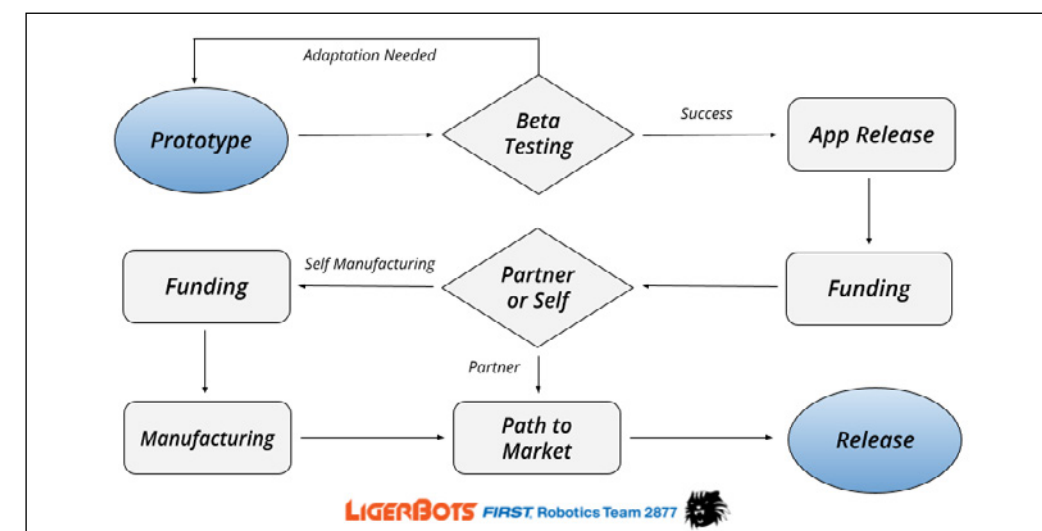 Adaptation Needed
Prototype
Beta
Testing
Success
App Release
Funding
Self Manufacturing
Partner
or Self
Funding
Partner
Manufacturing
Path to
Market
Release
LIGERBOTS FIRST Robotics Team 2877